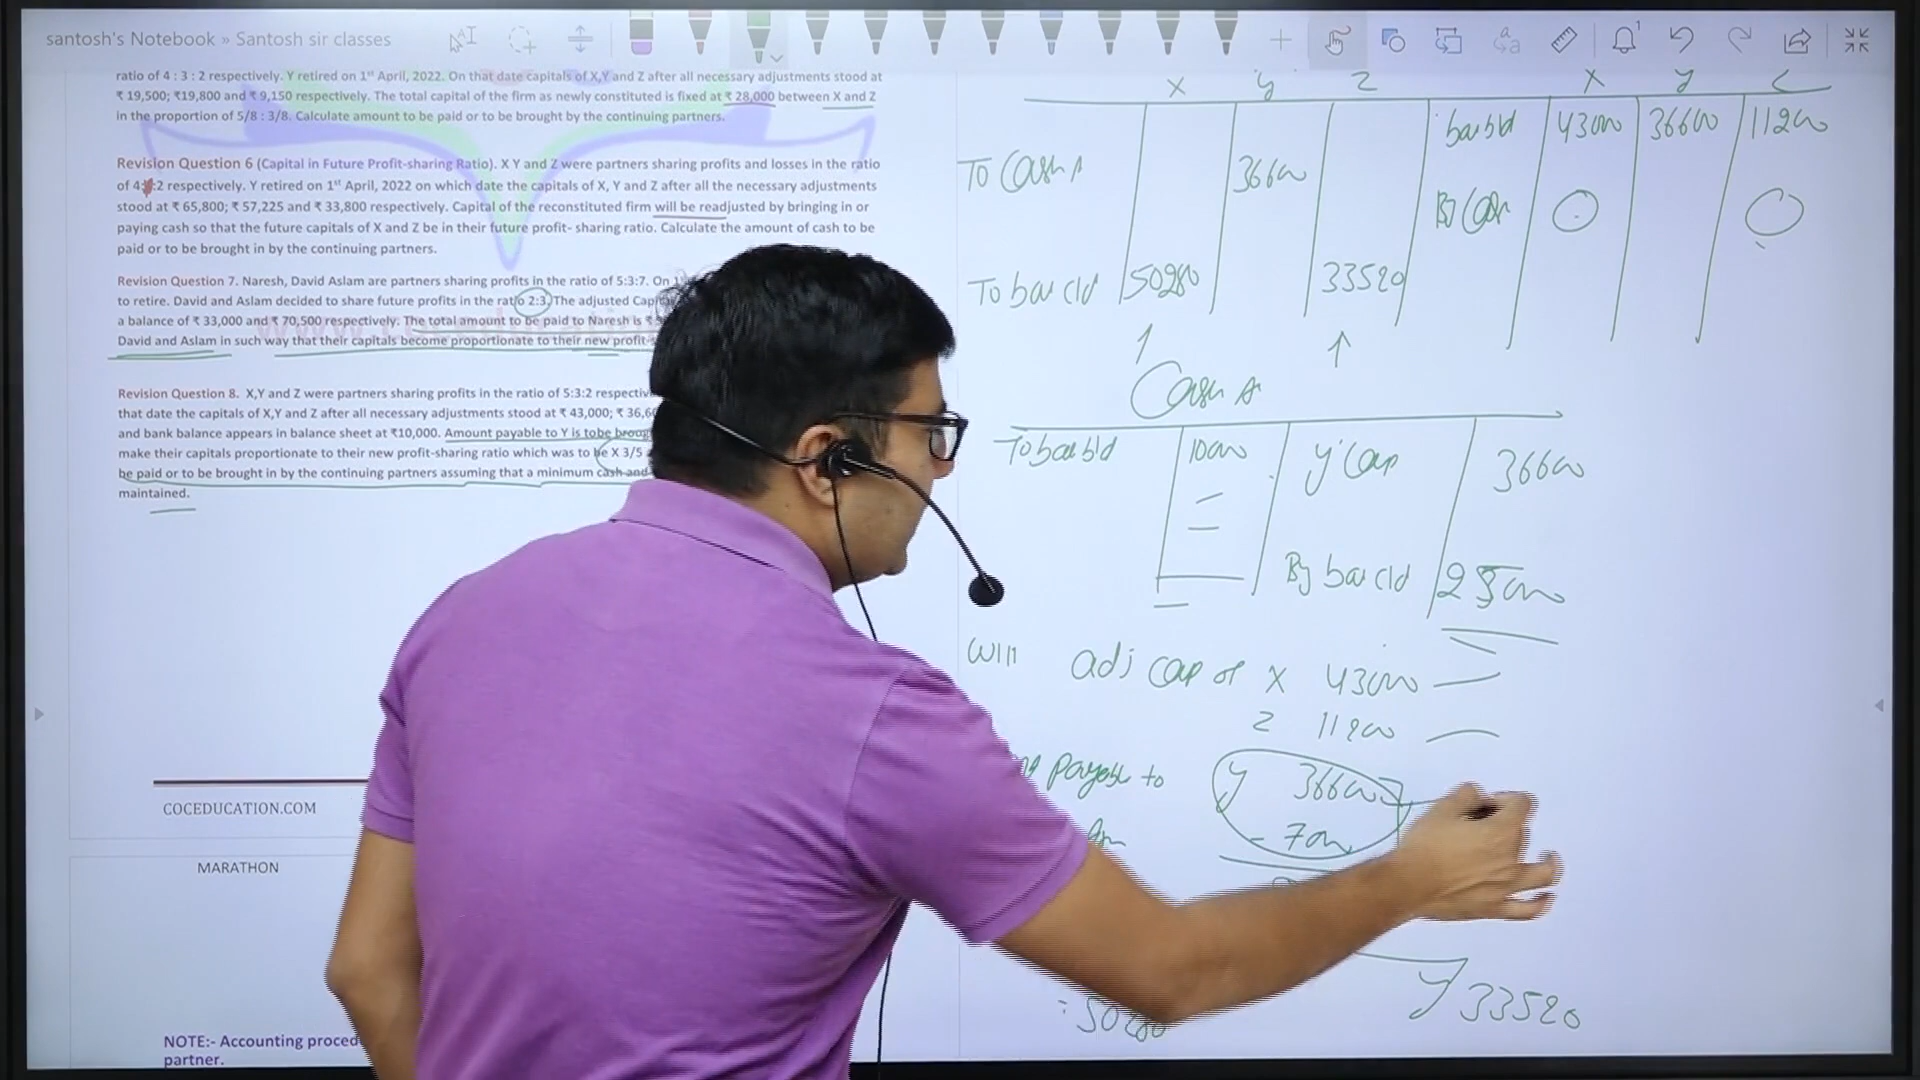 santosh's Notebook » Santosh sir classes
ratio of 4 : 3 : 2 respectively. Y retired on 1st April, 2022. On that date capitals of X,Y and Z after all necessary adjustments stood at
₹ 19,500; ₹19,800 and ₹ 9,150 respectively. The total capital of the firm as newly constituted is fixed at ₹ 28,000 between X and Z
in the proportion of 5/8 : 3/8. Calculate amount to be paid or to be brought by the continuing partners.
Revision Question 6 (Capital in Future Profit-sharing Ratio). X Y and Z were partners sharing profits and losses in the ratio
of 4: :2 respectively. Y retired on 1st April, 2022 on which date the capitals of X, Y and Z after all the necessary adjustments
stood at ₹ 65,800; ₹ 57,225 and ₹ 33,800 respectively. Capital of the reconstituted firm will be readjusted by bringing in or
paying cash so that the future capitals of X and Z be in their future profit- sharing ratio. Calculate the amount of cash to be
paid or to be brought in by the continuing partners.
Revision Question 7. Naresh, David Aslam are partners sharing profits in the ratio of 5:3:7. On
to retire. David and Aslam decided to share future profits in the ratio 2:3. The adjusted
a balance of ₹ 33,000 and ₹ 70,500 respectively. The total amount to be paid to Naresh is ₹
David and Aslam in such way that their capitals become proportionate to their new
Revision Question 8. X,Y and Z were partners sharing profits in the ratio of 5:3:2
that date the capitals of X,Y and Z after all necessary adjustments stood at ₹ 43,000; ₹
and bank balance appears in balance sheet at ₹10,000. Amount payable to Y is tobe
make their capitals proportionate to their new profit-sharing ratio which was to be X 3/5
be paid or to be brought in by the continuing partners assuming that a minimum cash and
maintained.
COCEDUCATION.COM
MARATHON
NOTE:- Accounting
partner.
X Y Z X Y
bal b/d 43000 36600 11200
To Cash A 36600
By Cash
To bal c/d 50280 33520
Cash A
To bal b/d 10000 Y Cap 36600
By bal c/d
Will adj cap of X 43000
Z 11200
payable to Y 36600
- 7000
33520
: 50280